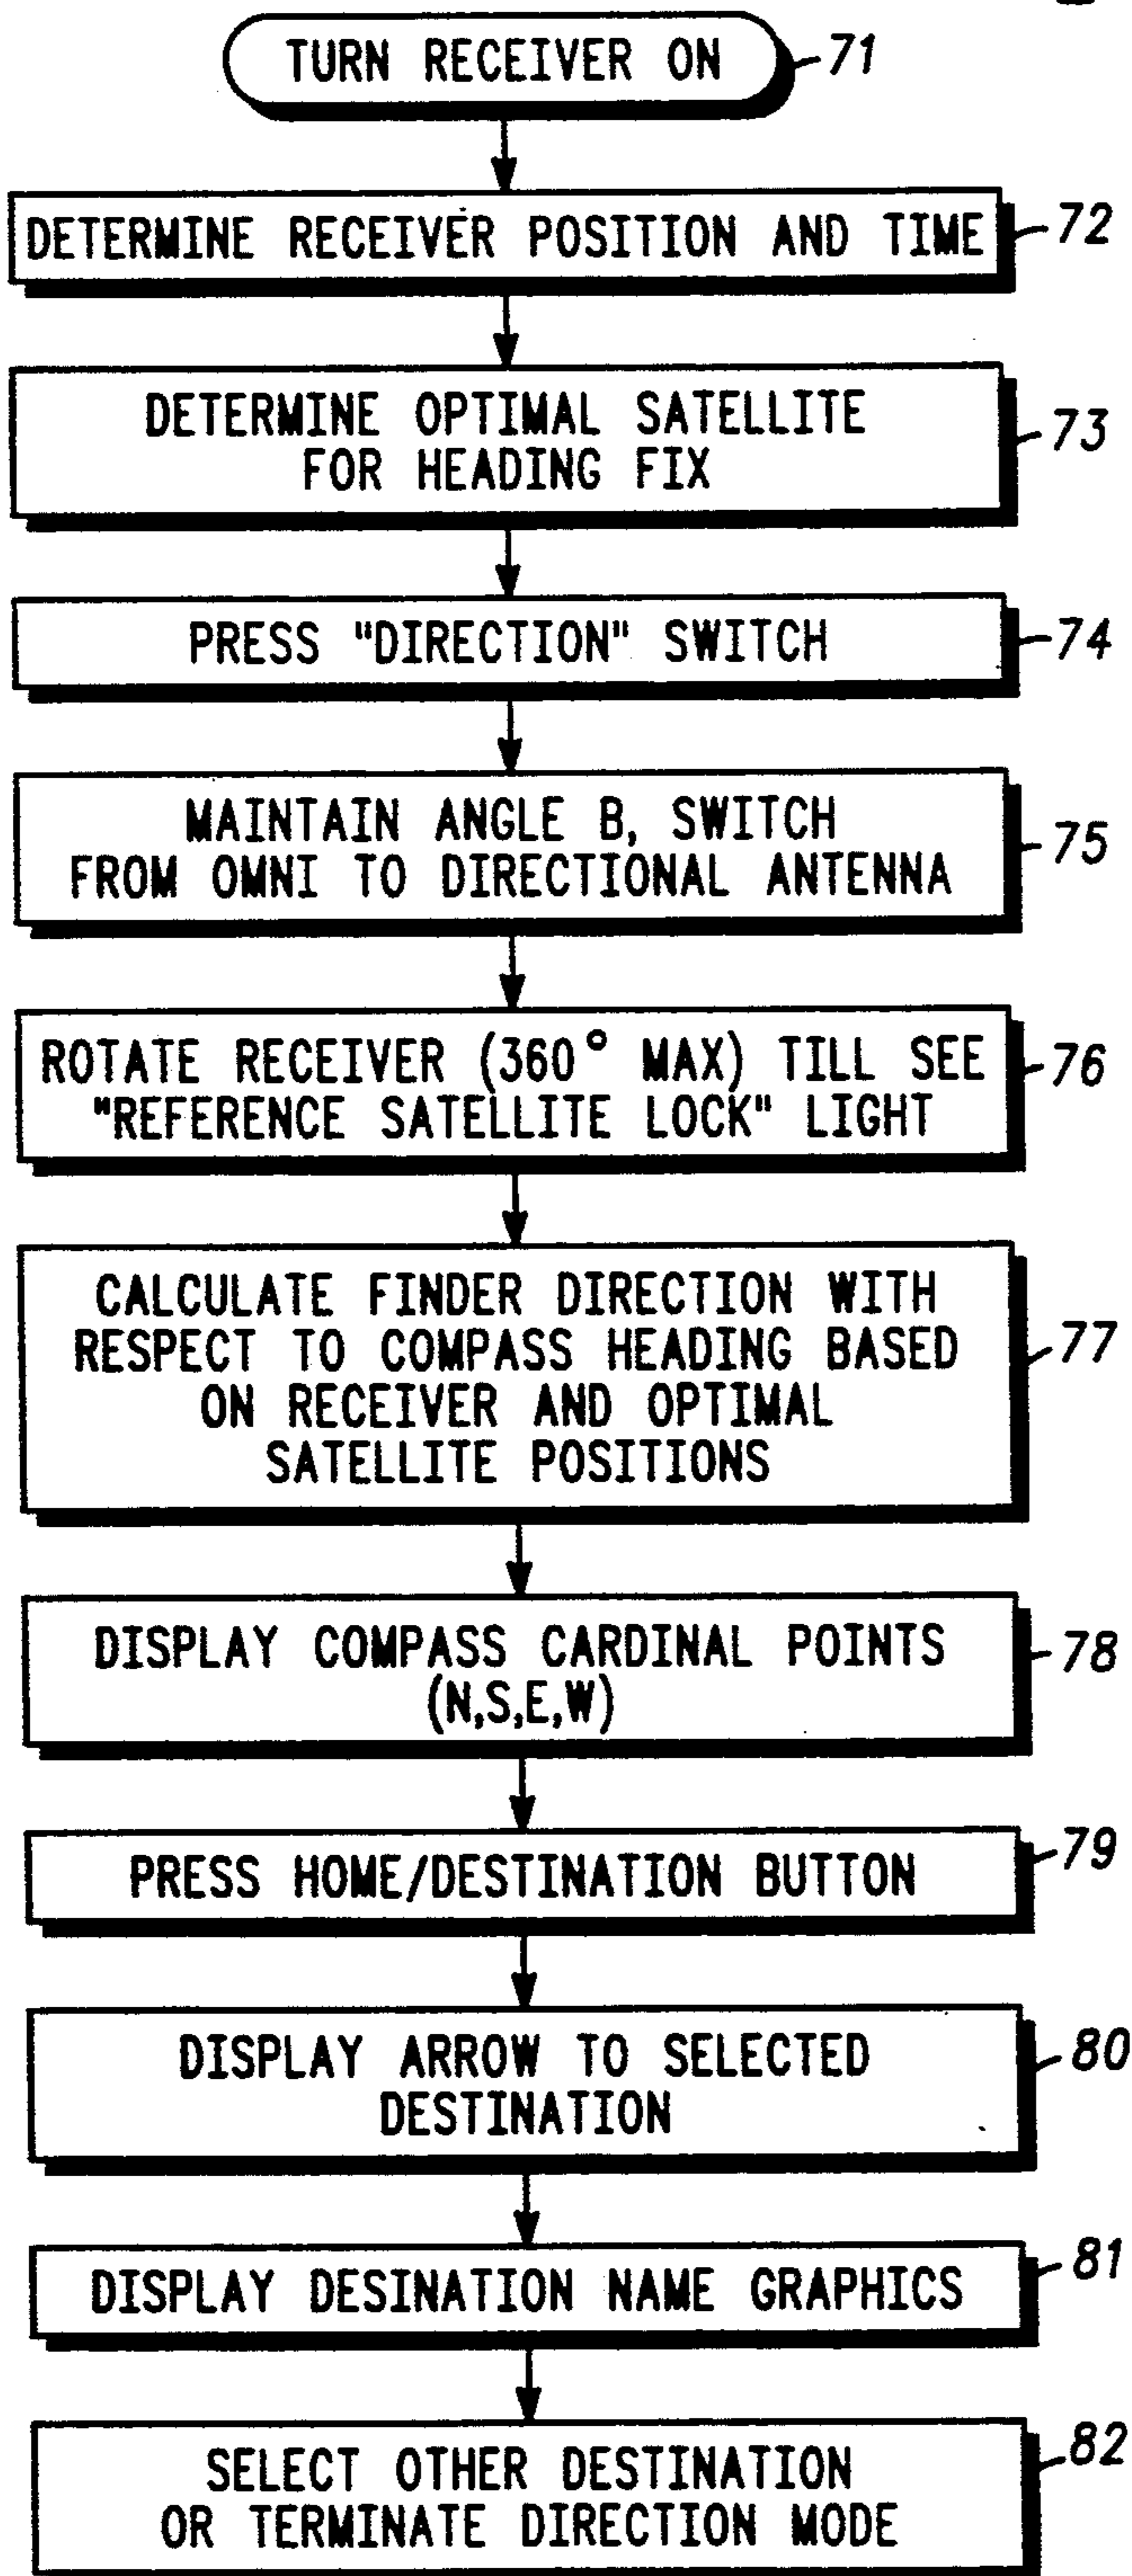 TURN RECEIVER ON
71
DETERMINE RECEIVER POSITION AND TIME
72
DETERMINE OPTIMAL SATELLITE
FOR HEADING FIX
73
PRESS "DIRECTION" SWITCH
74
MAINTAIN ANGLE B, SWITCH
FROM OMNI TO DIRECTIONAL ANTENNA
75
ROTATE RECEIVER (360° MAX) TILL SEE
"REFERENCE SATELLITE LOCK" LIGHT
76
CALCULATE FINDER DIRECTION WITH
RESPECT TO COMPASS HEADING BASED
ON RECEIVER AND OPTIMAL
SATELLITE POSITIONS
77
DISPLAY COMPASS CARDINAL POINTS
(N,S,E,W)
78
PRESS HOME/DESTINATION BUTTON
79
DISPLAY ARROW TO SELECTED
DESTINATION
80
DISPLAY DESINATION NAME GRAPHICS
81
SELECT OTHER DESTINATION
OR TERMINATE DIRECTION MODE
82